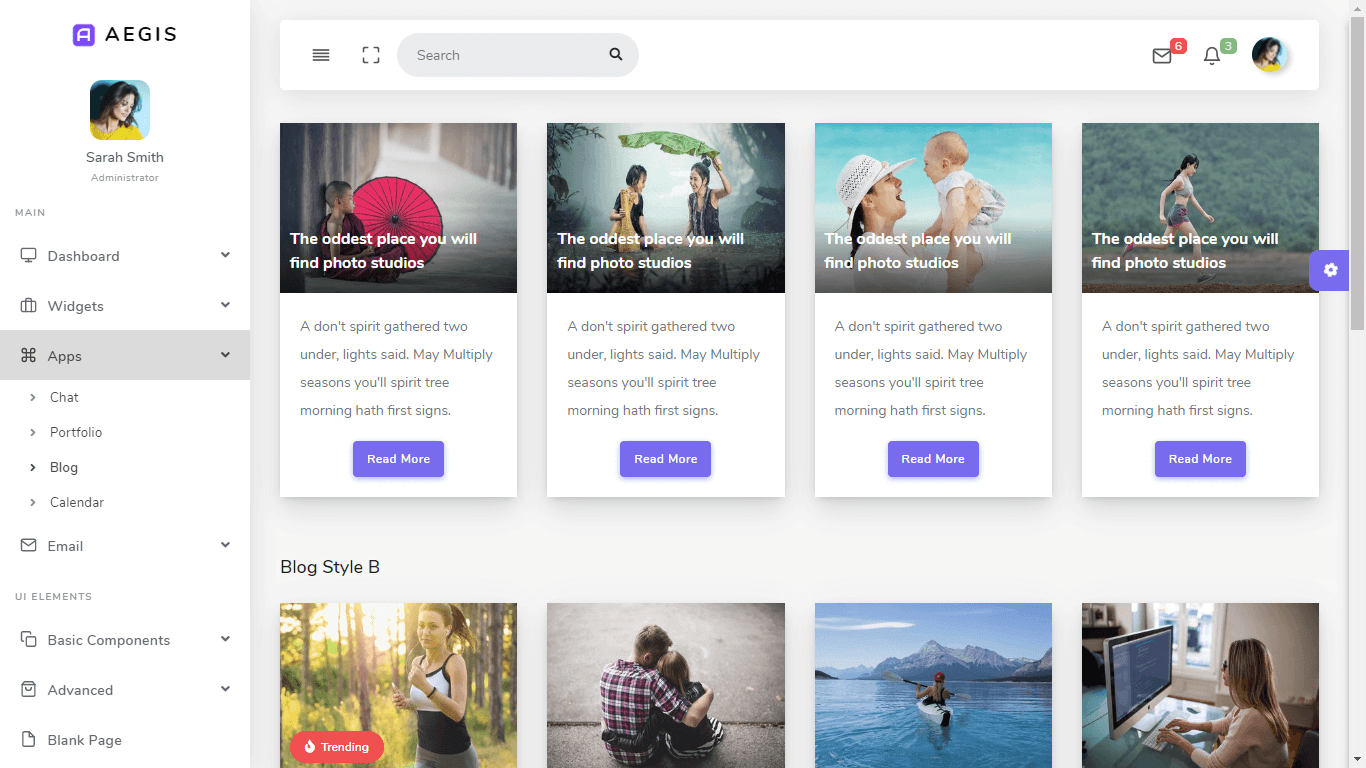 AEGIS
Sarah Smith
Administrator
MAIN
Dashboard
Widgets
Apps
Chat
Portfolio
Blog
Calendar
Email
UI ELEMENTS
Basic Components
Advanced
Blank Page
Search
6
3
The oddest place you will
find photo studios
A don't spirit gathered two
under, lights said. May Multiply
seasons you'll spirit tree
morning hath first signs.
Read More
The oddest place you will
find photo studios
A don't spirit gathered two
under, lights said. May Multiply
seasons you'll spirit tree
morning hath first signs.
Read More
The oddest place you will
find photo studios
A don't spirit gathered two
under, lights said. May Multiply
seasons you'll spirit tree
morning hath first signs.
Read More
The oddest place you will
find photo studios
A don't spirit gathered two
under, lights said. May Multiply
seasons you'll spirit tree
morning hath first signs.
Read More
Blog Style B
Trending